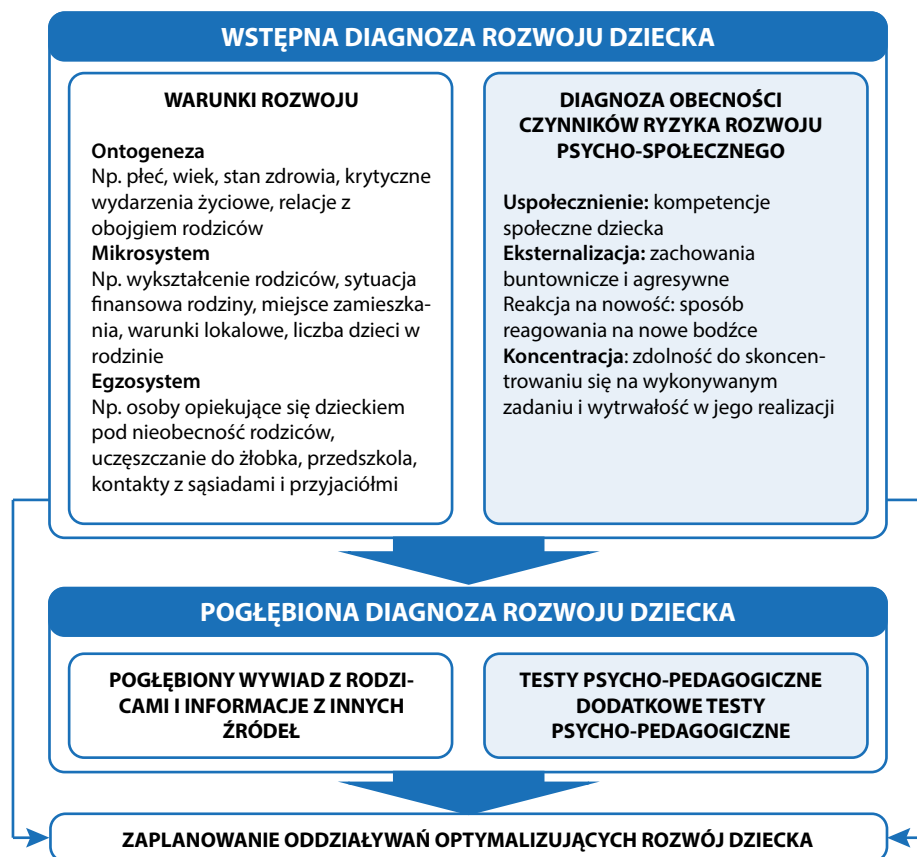 WSTĘPNA DIAGNOZA ROZWOJU DZIECKA
WARUNKI ROZWOJU
Ontogeneza
Np. płeć, wiek, stan zdrowia, krytyczne
wydarzenia życiowe, relacje z
obojgiem rodziców
Mikrosystem
Np. wykształcenie rodziców, sytuacja
finansowa rodziny, miejsce zamieszka-
nia, warunki lokalowe, liczba dzieci w
rodzinie
Egzosystem
Np. osoby opiekujące się dzieckiem
pod nieobecność rodziców,
uczęszczanie do żłobka, przedszkola,
kontakty z sąsiadami i przyjaciółmi
DIAGNOZA OBECNOŚCI
CZYNNIKÓW RYZYKA ROZWOJU
PSYCHO-SPOŁECZNEGO
Uspołecznienie: kompetencje
społeczne dziecka
Eksternalizacja: zachowania
buntownicze i agresywne
Reakcja na nowość: sposób
reagowania na nowe bodźce
Koncentracja: zdolność do skoncen-
trowaniu się na wykonywanym
zadaniu i wytrwałość w jego realizacji
POGŁĘBIONA DIAGNOZA ROZWOJU DZIECKA
POGŁĘBIONY WYWIAD Z RODZI-
CAMI I INFORMACJE Z INNYCH
ŹRÓDEŁ
TESTY PSYCHO-PEDAGOGICZNE
DODATKOWE TESTY
PSYCHO-PEDAGOGICZNE
ZAPLANOWANIE ODDZIAŁYWAŃ OPTYMALIZUJĄCYCH ROZWÓJ DZIECKA